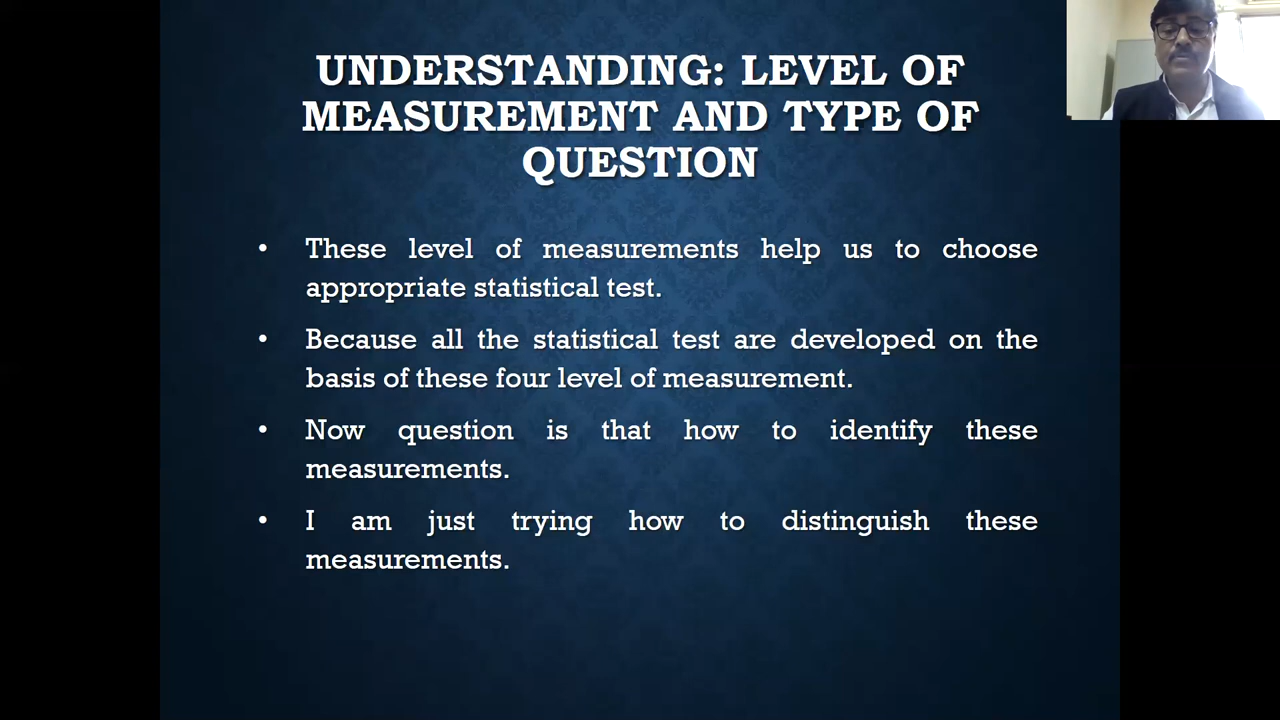 UNDERSTANDING: LEVEL OF
MEASUREMENT AND TYPE OF
QUESTION
• These level of measurements help us to choose
appropriate statistical test.
• Because all the statistical test are developed on the
basis of these four level of measurement.
• Now question is that how to identify these
measurements.
• I am just trying how to distinguish these
measurements.